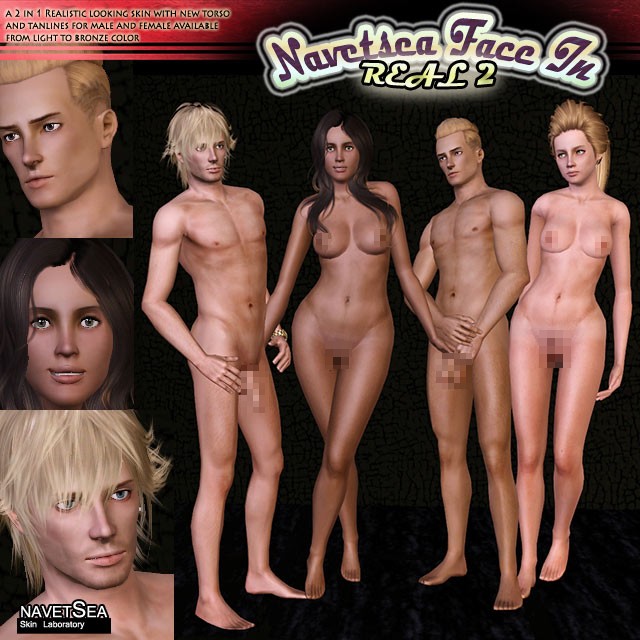 a 2 in 1 Realistic looking skin with new torso
and tanlines for male and female available
from light to bronze color
Navetsea Face In
REAL 2
NAVETSEA
Skin Laboratory